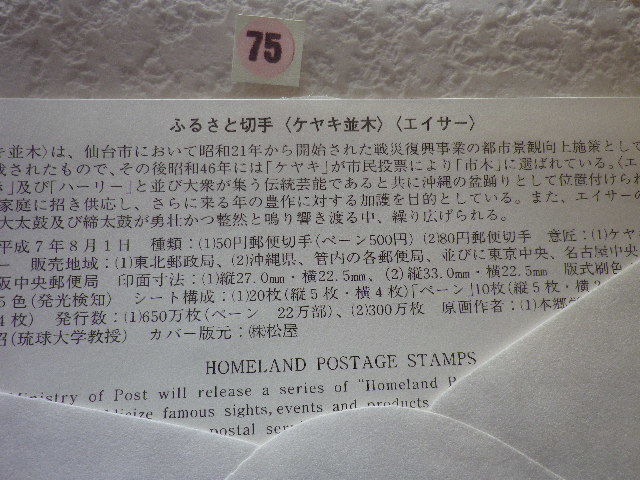 75
ふるさと切手〈ケヤキ並木〉〈エイサー〉
キ並木〉は、仙台市において昭和21年から開始された戦災復興事業の都市景観向上施策として
成されたもので、その後昭和46年には「ケヤキ」が市民投票により「市木」に選ばれている。〈エイ
」及び「ハーリー」と並び大衆が集う伝統芸能であると共に沖縄の盆踊りとして位置付けられ
家庭に招き供応し、さらに来る年の豊作に対する加護を目的としている。また、エイサーの
大太鼓及び締太鼓が勇壮かつ整然と鳴り響き渡る中、繰り広げられる。
平成7年8月1日 種類：(1)50円郵便切手(ペーン500円) (2)80円郵便切手 意匠：(1)ケヤ
ー 販売地域：(1)東北郵政局、(2)沖縄県、管内の各郵便局、並びに東京中央、名古屋中央
阪中央郵便局 印面寸法：(1)縦27.0㎜・横22.5㎜、(2)縦33.0㎜・横22.5㎜ 版式刷色
5色(発光検知) シート構成：(1)20枚(縦5枚・横4枚)「ペーン」10枚(縦5枚・横2
4枚) 発行数：(1)650万枚(ペーン 22万部)、(2)300万枚 原画作者：(1)本郷
沼(琉球大学教授) カバー版元：㈱松屋
HOMELAND POSTAGE STAMPS
Ministry of Post will release a series of "Homeland P
famous sights, events and products
postal ser